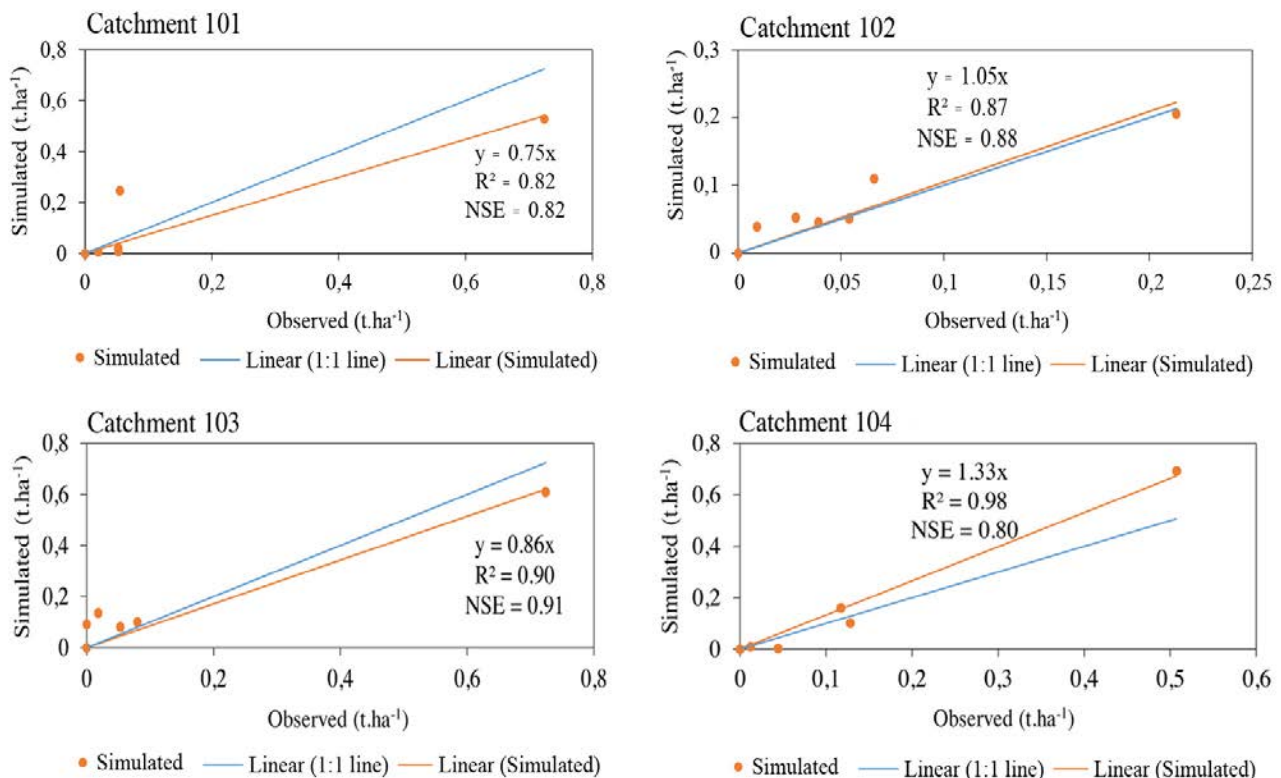 Catchment 101
Simulated (t.ha⁻¹)
0,8
0,6
0,4
0,2
0
y = 0.75x
R² = 0.82
NSE = 0.82
0 0,2 0,4 0,6 0,8
Observed (t.ha⁻¹)
Simulated Linear (1:1 line) Linear (Simulated)
Catchment 102
Simulated (t.ha⁻¹)
0,3
0,2
0,1
0
y = 1.05x
R² = 0.87
NSE = 0.88
0 0,05 0,1 0,15 0,2 0,25
Observed (t.ha⁻¹)
Simulated Linear (1:1 line) Linear (Simulated)
Catchment 103
Simulated (t.ha⁻¹)
0,8
0,6
0,4
0,2
0
y = 0.86x
R² = 0.90
NSE = 0.91
0 0,2 0,4 0,6 0,8
Observed (t.ha⁻¹)
Simulated Linear (1:1 line) Linear (Simulated)
Catchment 104
Simulated (t.ha⁻¹)
0,8
0,6
0,4
0,2
0
y = 1.33x
R² = 0.98
NSE = 0.80
0 0,1 0,2 0,3 0,4 0,5 0,6
Observed (t.ha⁻¹)
Simulated Linear (1:1 line) Linear (Simulated)